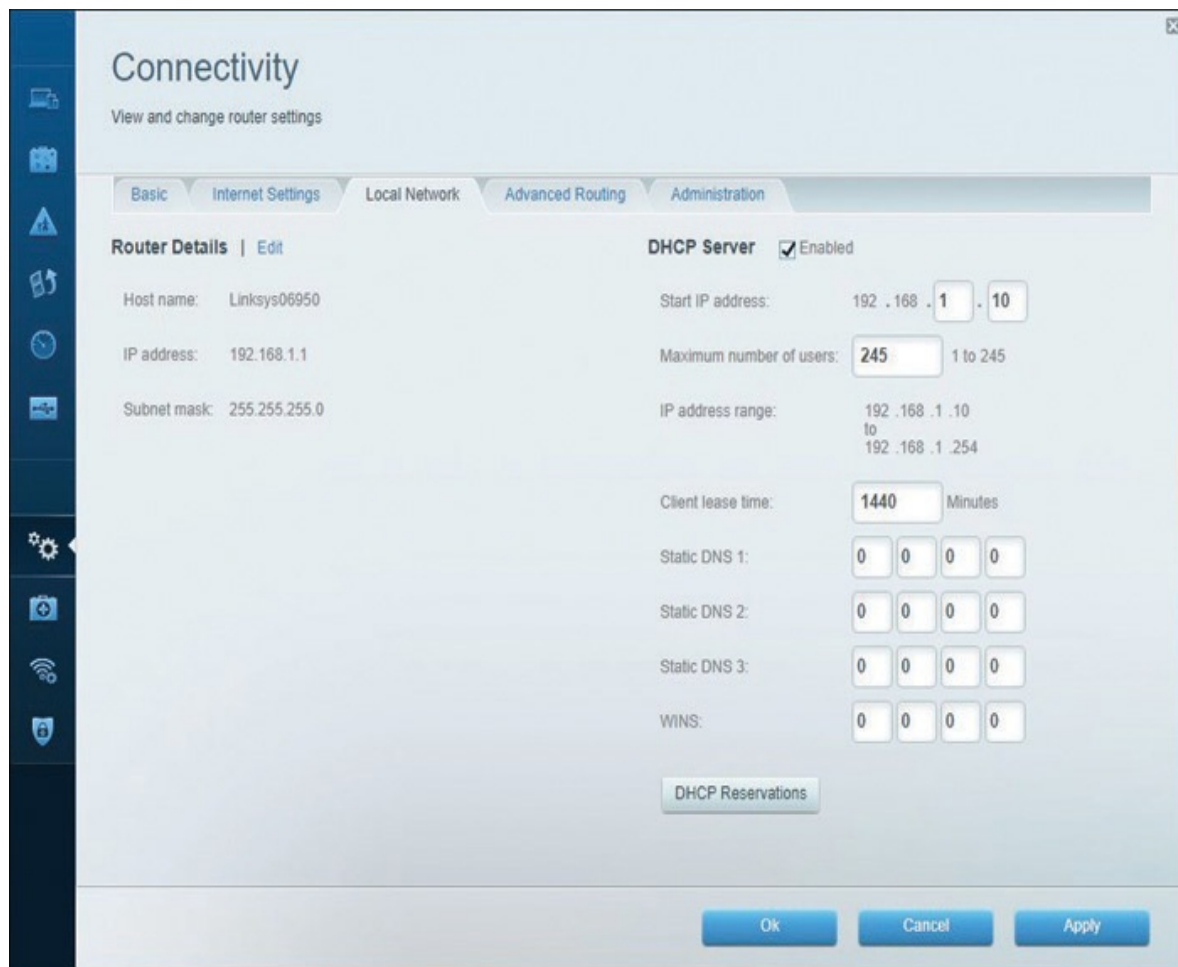 Connectivity
View and change router settings
Basic Internet Settings Local Network Advanced Routing Administration
Router Details | Edit
Host name: Linksys06950
IP address: 192.168.1.1
Subnet mask: 255.255.255.0
DHCP Server Enabled
Start IP address: 192 . 168 . 1 . 10
Maximum number of users: 245 1 to 245
IP address range: 192 .168 .1 .10
to
192 .168 .1 .254
Client lease time: 1440 Minutes
Static DNS 1: 0 0 0 0
Static DNS 2: 0 0 0 0
Static DNS 3: 0 0 0 0
WINS: 0 0 0 0
DHCP Reservations
Ok Cancel Apply